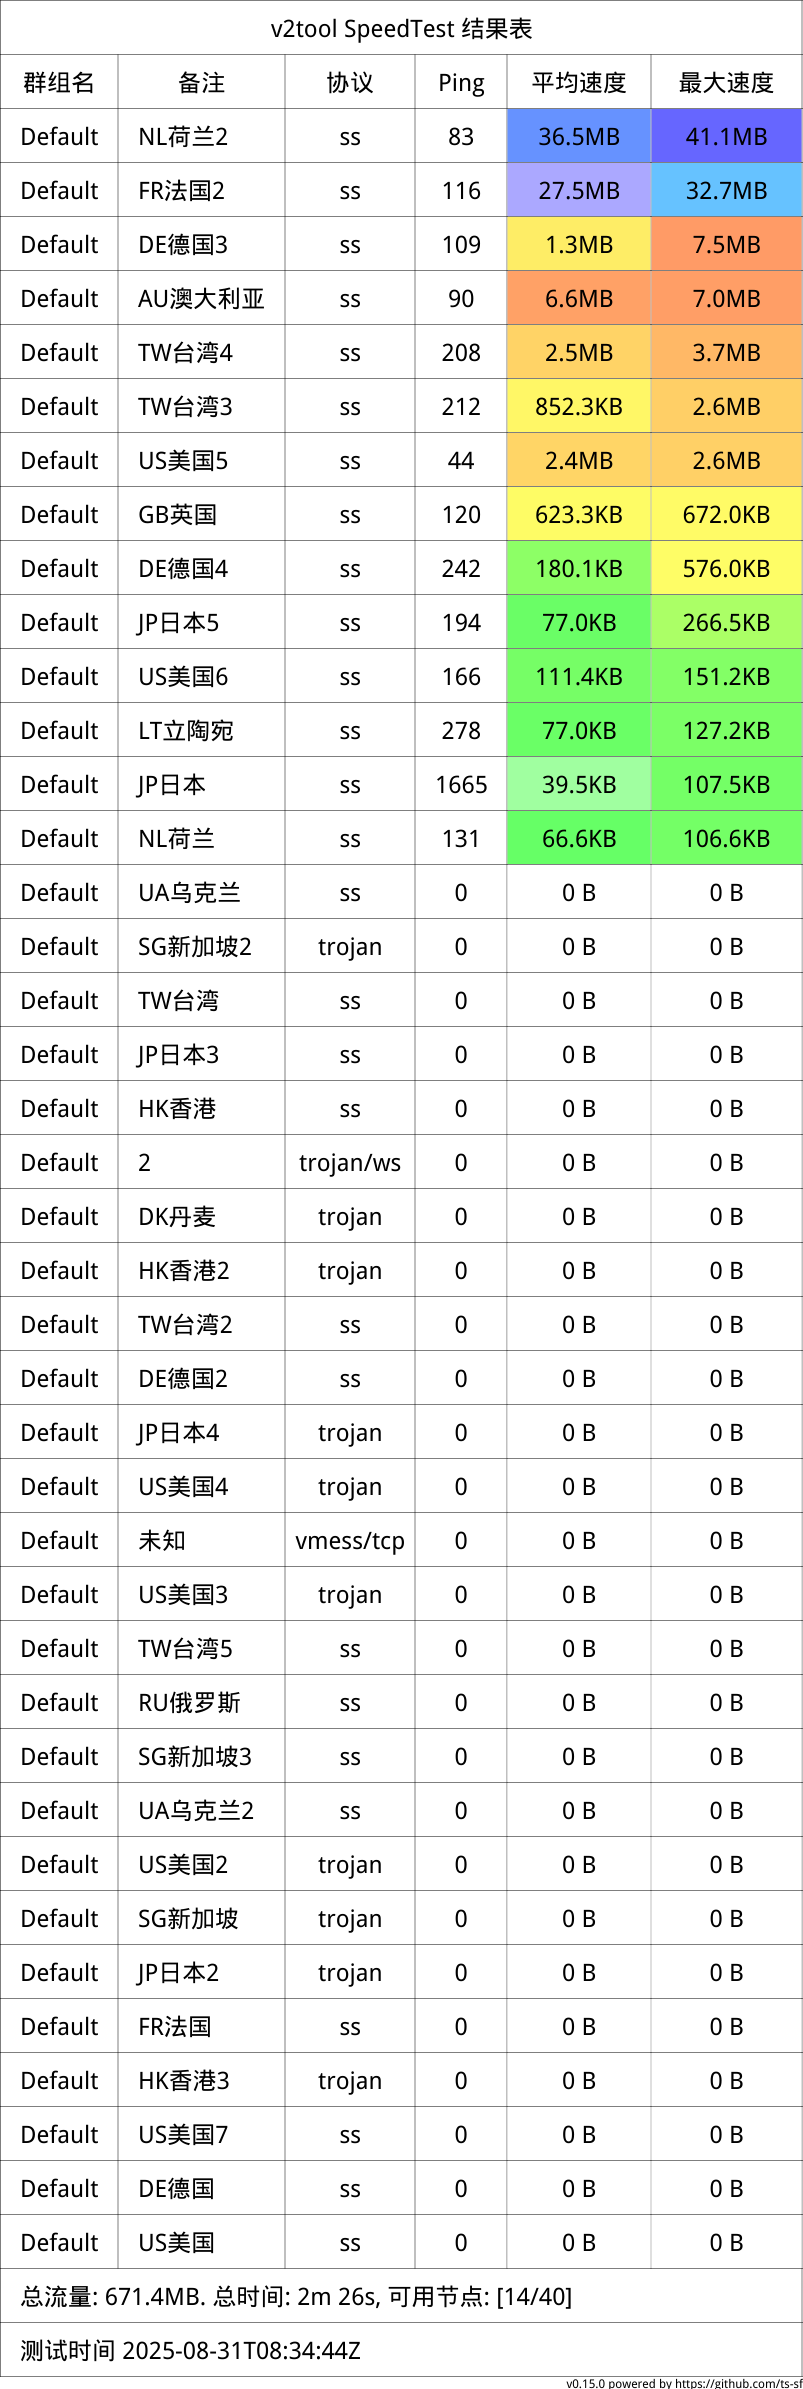 v2tool SpeedTest 结果表
群组名 备注 协议 Ping 平均速度 最大速度
Default NL荷兰2 ss 83 36.5MB 41.1MB
Default FR法国2 ss 116 27.5MB 32.7MB
Default DE德国3 ss 109 1.3MB 7.5MB
Default AU澳大利亚 ss 90 6.6MB 7.0MB
Default TW台湾4 ss 208 2.5MB 3.7MB
Default TW台湾3 ss 212 852.3KB 2.6MB
Default US美国5 ss 44 2.4MB 2.6MB
Default GB英国 ss 120 623.3KB 672.0KB
Default DE德国4 ss 242 180.1KB 576.0KB
Default JP日本5 ss 194 77.0KB 266.5KB
Default US美国6 ss 166 111.4KB 151.2KB
Default LT立陶宛 ss 278 77.0KB 127.2KB
Default JP日本 ss 1665 39.5KB 107.5KB
Default NL荷兰 ss 131 66.6KB 106.6KB
Default UA乌克兰 ss 0 0 B 0 B
Default SG新加坡2 trojan 0 0 B 0 B
Default TW台湾 ss 0 0 B 0 B
Default JP日本3 ss 0 0 B 0 B
Default HK香港 ss 0 0 B 0 B
Default 2 trojan/ws 0 0 B 0 B
Default DK丹麦 trojan 0 0 B 0 B
Default HK香港2 trojan 0 0 B 0 B
Default TW台湾2 ss 0 0 B 0 B
Default DE德国2 ss 0 0 B 0 B
Default JP日本4 trojan 0 0 B 0 B
Default US美国4 trojan 0 0 B 0 B
Default 未知 vmess/tcp 0 0 B 0 B
Default US美国3 trojan 0 0 B 0 B
Default TW台湾5 ss 0 0 B 0 B
Default RU俄罗斯 ss 0 0 B 0 B
Default SG新加坡3 ss 0 0 B 0 B
Default UA乌克兰2 ss 0 0 B 0 B
Default US美国2 trojan 0 0 B 0 B
Default SG新加坡 trojan 0 0 B 0 B
Default JP日本2 trojan 0 0 B 0 B
Default FR法国 ss 0 0 B 0 B
Default HK香港3 trojan 0 0 B 0 B
Default US美国7 ss 0 0 B 0 B
Default DE德国 ss 0 0 B 0 B
Default US美国 ss 0 0 B 0 B
总流量: 671.4MB. 总时间: 2m 26s, 可用节点: [14/40]
测试时间 2025-08-31T08:34:44Z
v0.15.0 powered by https://github.com/ts-sf